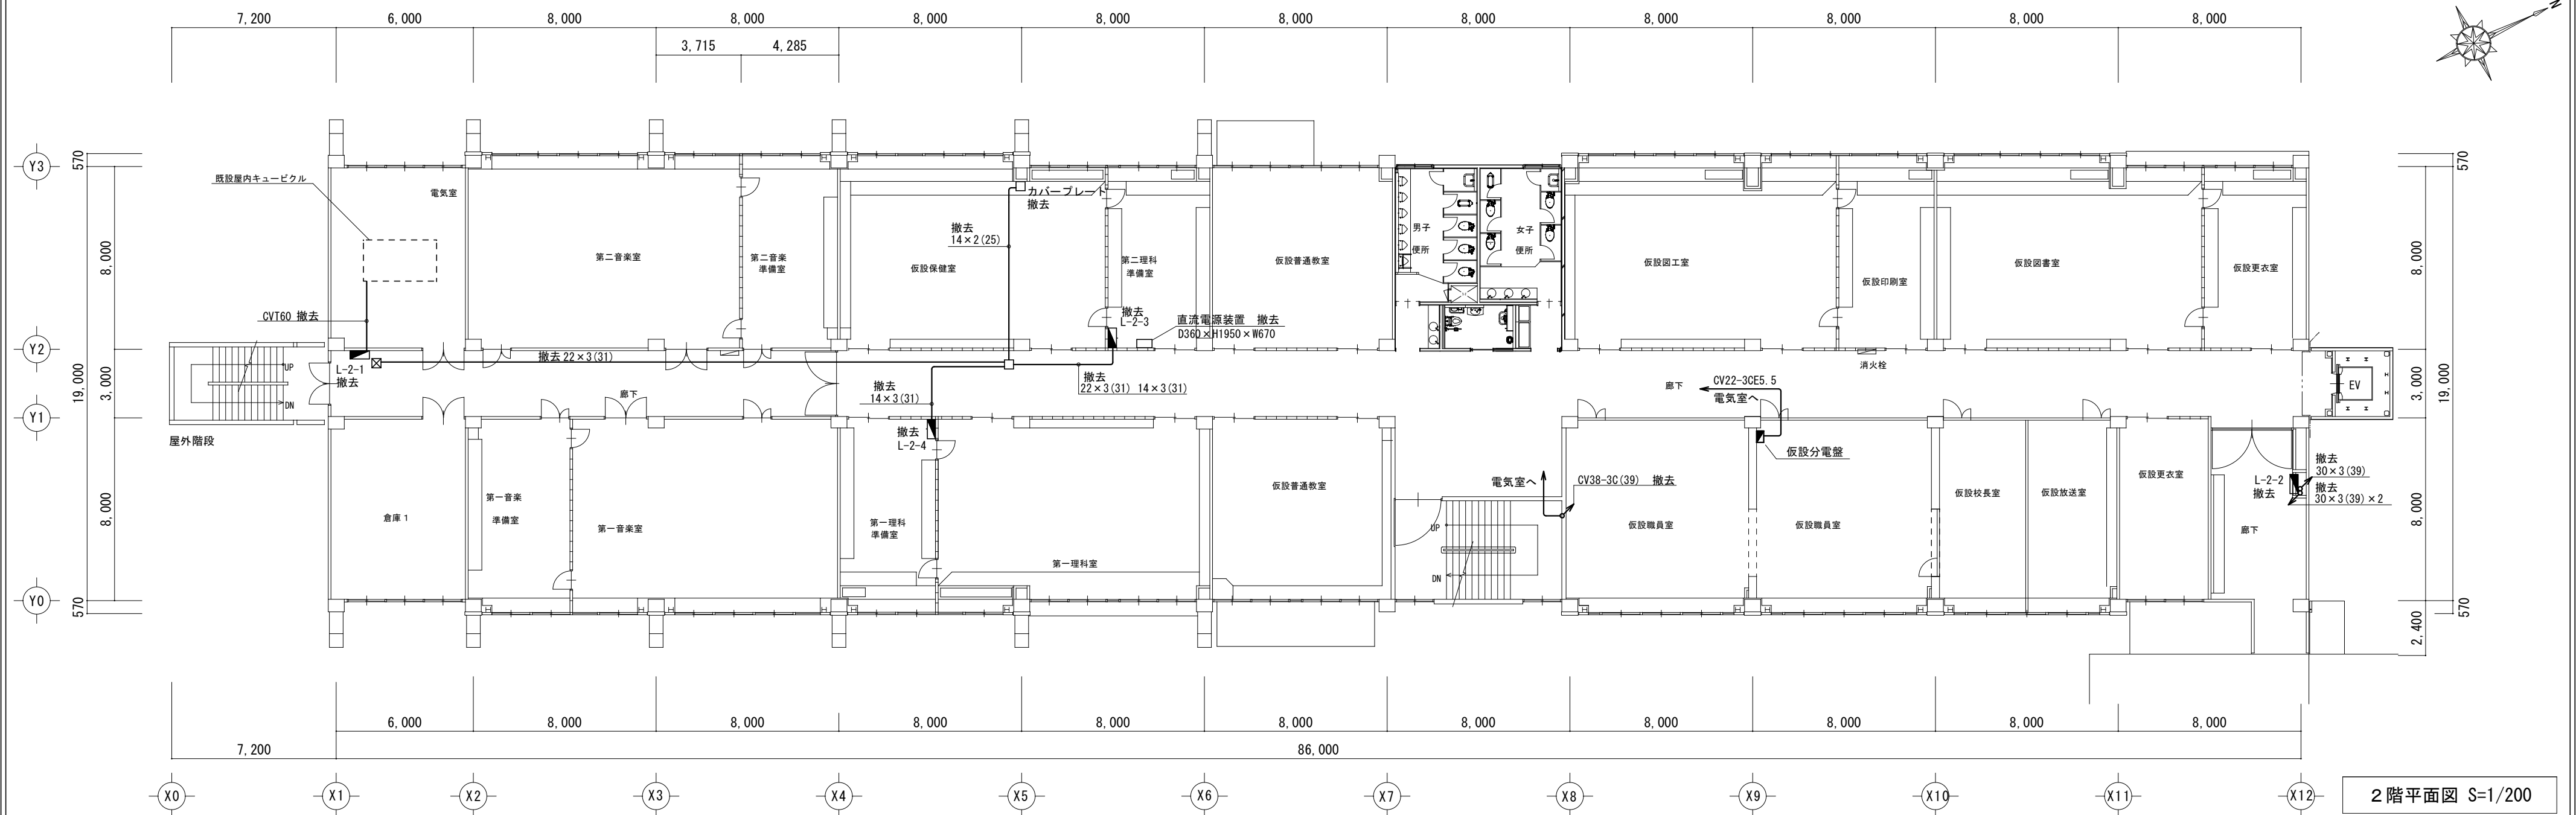 7,200 6,000 8,000 8,000 8,000 8,000 8,000 8,000 8,000 8,000 8,000 8,000
3,715 4,285
N
Y3
570
570
既設屋内キュービクル
電気室
カバープレート
撤去
撤去
14×2(25)
8,000
第二音楽室
第二音楽
準備室
仮設保健室
第二理科
準備室
仮設普通教室
男子
便所
女子
便所
仮設図工室
仮設印刷室
仮設図書室
仮設更衣室
8,000
CVT60 撤去
撤去
L-2-3
直流電源装置 撤去
D360×H1950×W670
Y2
撤去 22×3(31)
L-2-1
撤去
UP
DN
19,000
3,000
廊下
撤去
14×3(31)
撤去
22×3(31) 14×3(31)
廊下
CV22-3CE5.5
電気室へ
消火栓
EV
3,000
19,000
Y1
屋外階段
撤去
L-2-4
仮設分電盤
8,000
倉庫1
第一音楽
準備室
第一音楽室
第一理科
準備室
第一理科室
仮設普通教室
電気室へ
CV38-3C(39) 撤去
UP
DN
仮設職員室
仮設職員室
仮設校長室
仮設放送室
仮設更衣室
L-2-2
撤去
撤去
30×3(39)
撤去
30×3(39)×2
廊下
8,000
Y0
570
570
2,400
6,000 8,000 8,000 8,000 8,000 8,000 8,000 8,000 8,000 8,000 8,000
7,200 86,000
X0 X1 X2 X3 X4 X5 X6 X7 X8 X9 X10 X11 X12
2階平面図 S=1/200